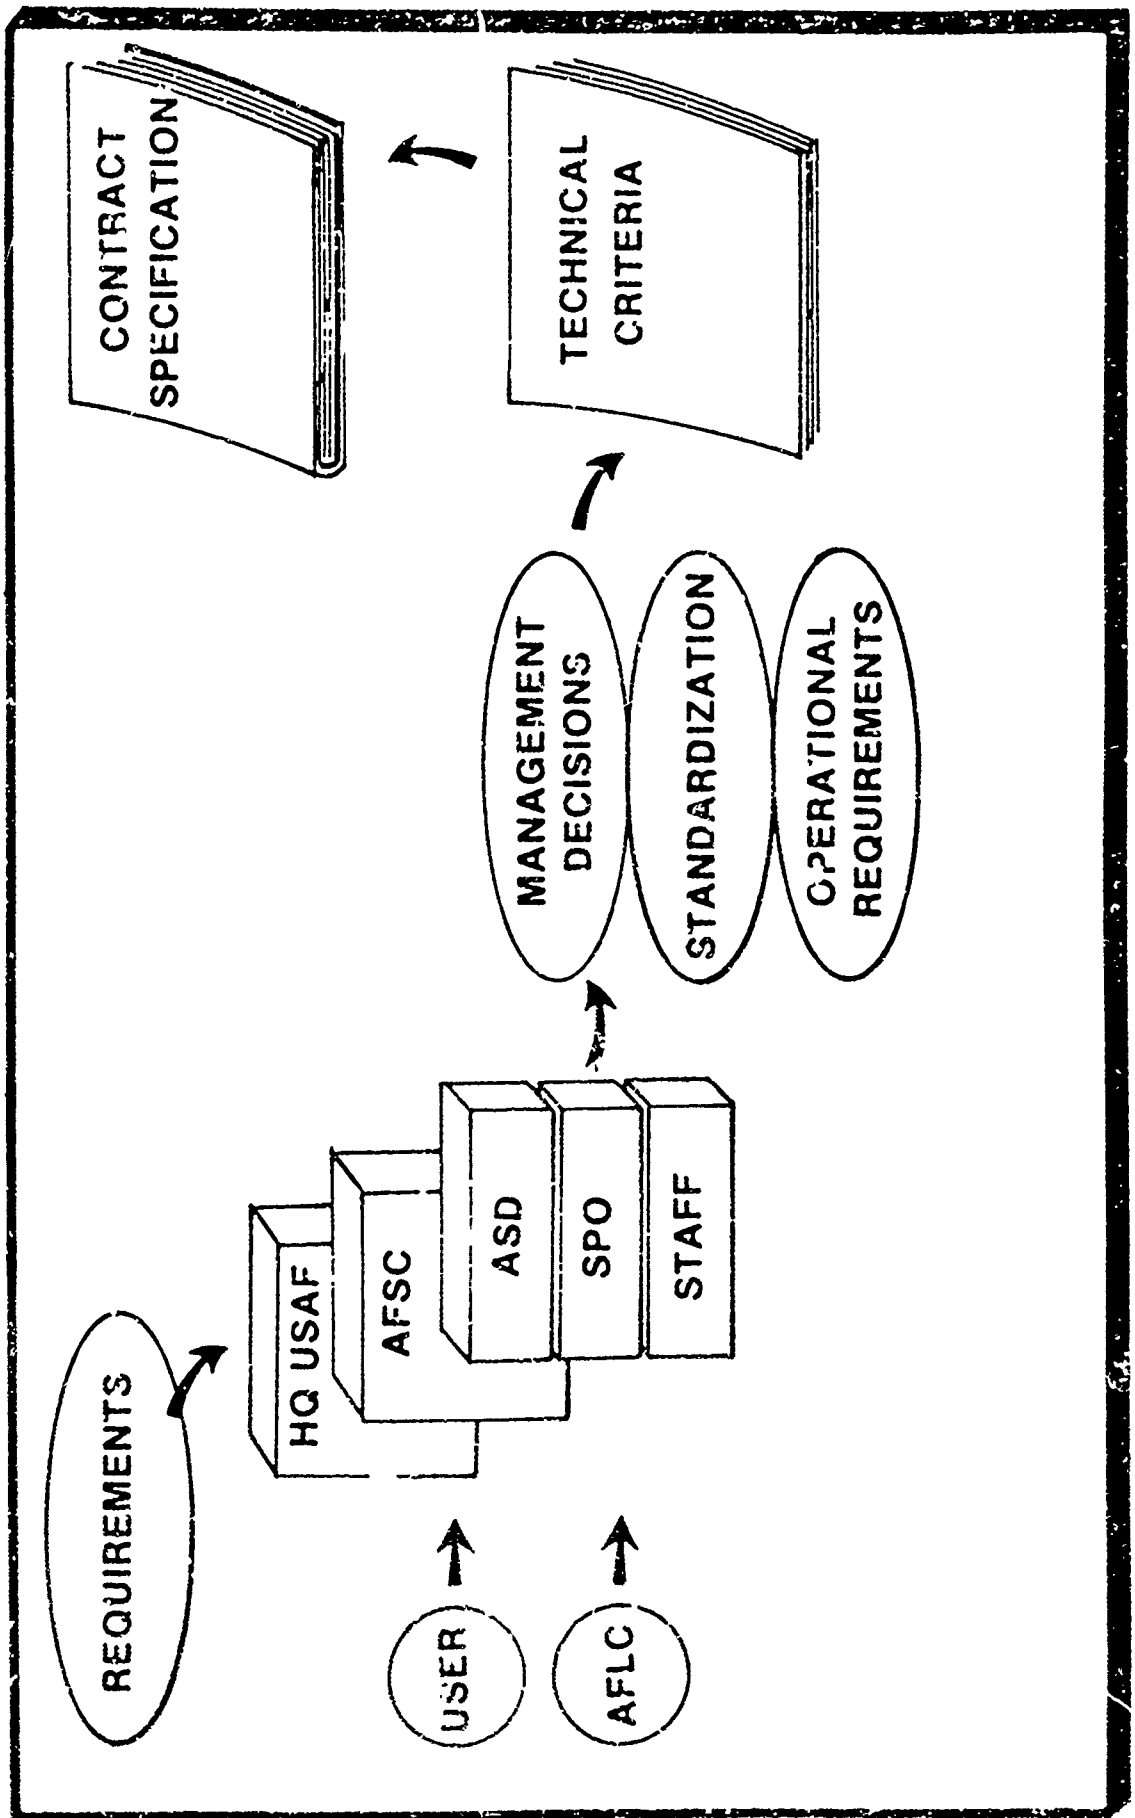 REQUIREMENTS
USER
AFLC
HQ USAF
AFSC
ASD
SPO
STAFF
MANAGEMENT
DECISIONS
STANDARDIZATION
OPERATIONAL
REQUIREMENTS
TECHNICAL
CRITERIA
CONTRACT
SPECIFICATION